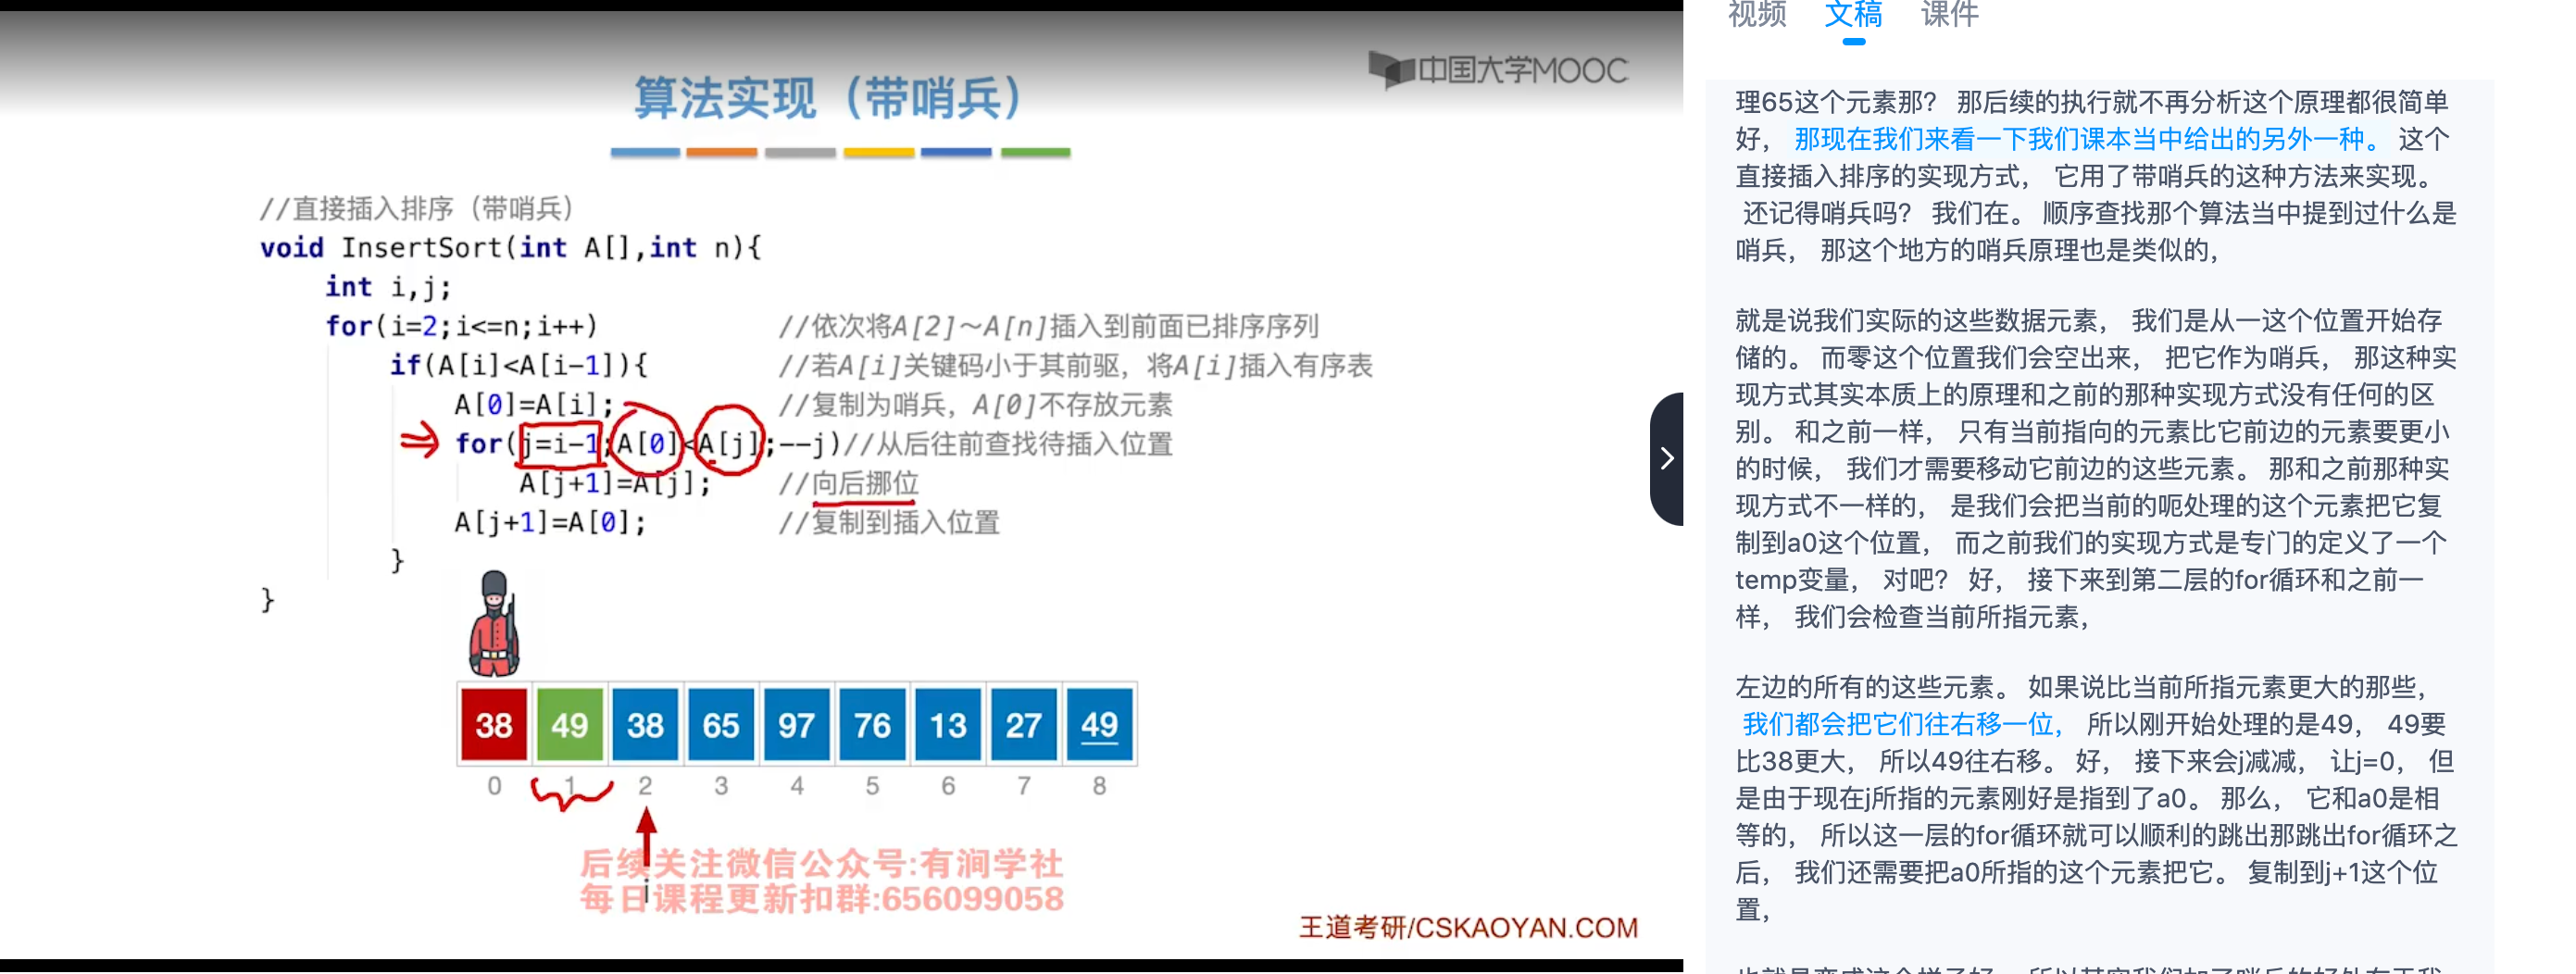 中国大学MOOC
算法实现（带哨兵）
//直接插入排序（带哨兵）
void InsertSort(int A[],int n){
int i,j;
for(i=2;i<=n;i++) //依次将A[2]～A[n]插入到前面已排序序列
if(A[i]<A[i-1]){ //若A[i]关键码小于其前驱，将A[i]插入有序表
A[0]=A[i]; //复制为哨兵，A[0]不存放元素
for(j=i-1;A[0]<A[j];--j)//从后往前查找待插入位置
A[j+1]=A[j]; //向后挪位
A[j+1]=A[0]; //复制到插入位置
}
}
38 49 38 65 97 76 13 27 49
0 1 2 3 4 5 6 7 8
i
后续关注微信公众号:有涧学社
每日课程更新扣群:656099058
王道考研/CSKAOYAN.COM
视频 文稿 课件
理65这个元素那？ 那后续的执行就不再分析这个原理都很简单
好， 那现在我们来看一下我们课本当中给出的另外一种。 这个
直接插入排序的实现方式， 它用了带哨兵的这种方法来实现。
还记得哨兵吗？ 我们在。 顺序查找那个算法当中提到过什么是
哨兵， 那这个地方的哨兵原理也是类似的，
就是说我们实际的这些数据元素， 我们是从一这个位置开始存
储的。 而零这个位置我们会空出来， 把它作为哨兵， 那这种实
现方式其实本质上的原理和之前的那种实现方式没有任何的区
别。 和之前一样， 只有当前指向的元素比它前边的元素要更小
的时候， 我们才需要移动它前边的这些元素。 那和之前那种实
现方式不一样的， 是我们会把当前的呃处理的这个元素把它复
制到a0这个位置， 而之前我们的实现方式是专门的定义了一个
temp变量， 对吧？ 好， 接下来到第二层的for循环和之前一
样， 我们会检查当前所指元素，
左边的所有的这些元素。 如果说比当前所指元素更大的那些，
我们都会把它们往右移一位， 所以刚开始处理的是49， 49要
比38更大， 所以49往右移。 好， 接下来会j减减， 让j=0， 但
是由于现在j所指的元素刚好是指到了a0。 那么， 它和a0是相
等的， 所以这一层的for循环就可以顺利的跳出那跳出for循环之
后， 我们还需要把a0所指的这个元素把它。 复制到j+1这个位
置，